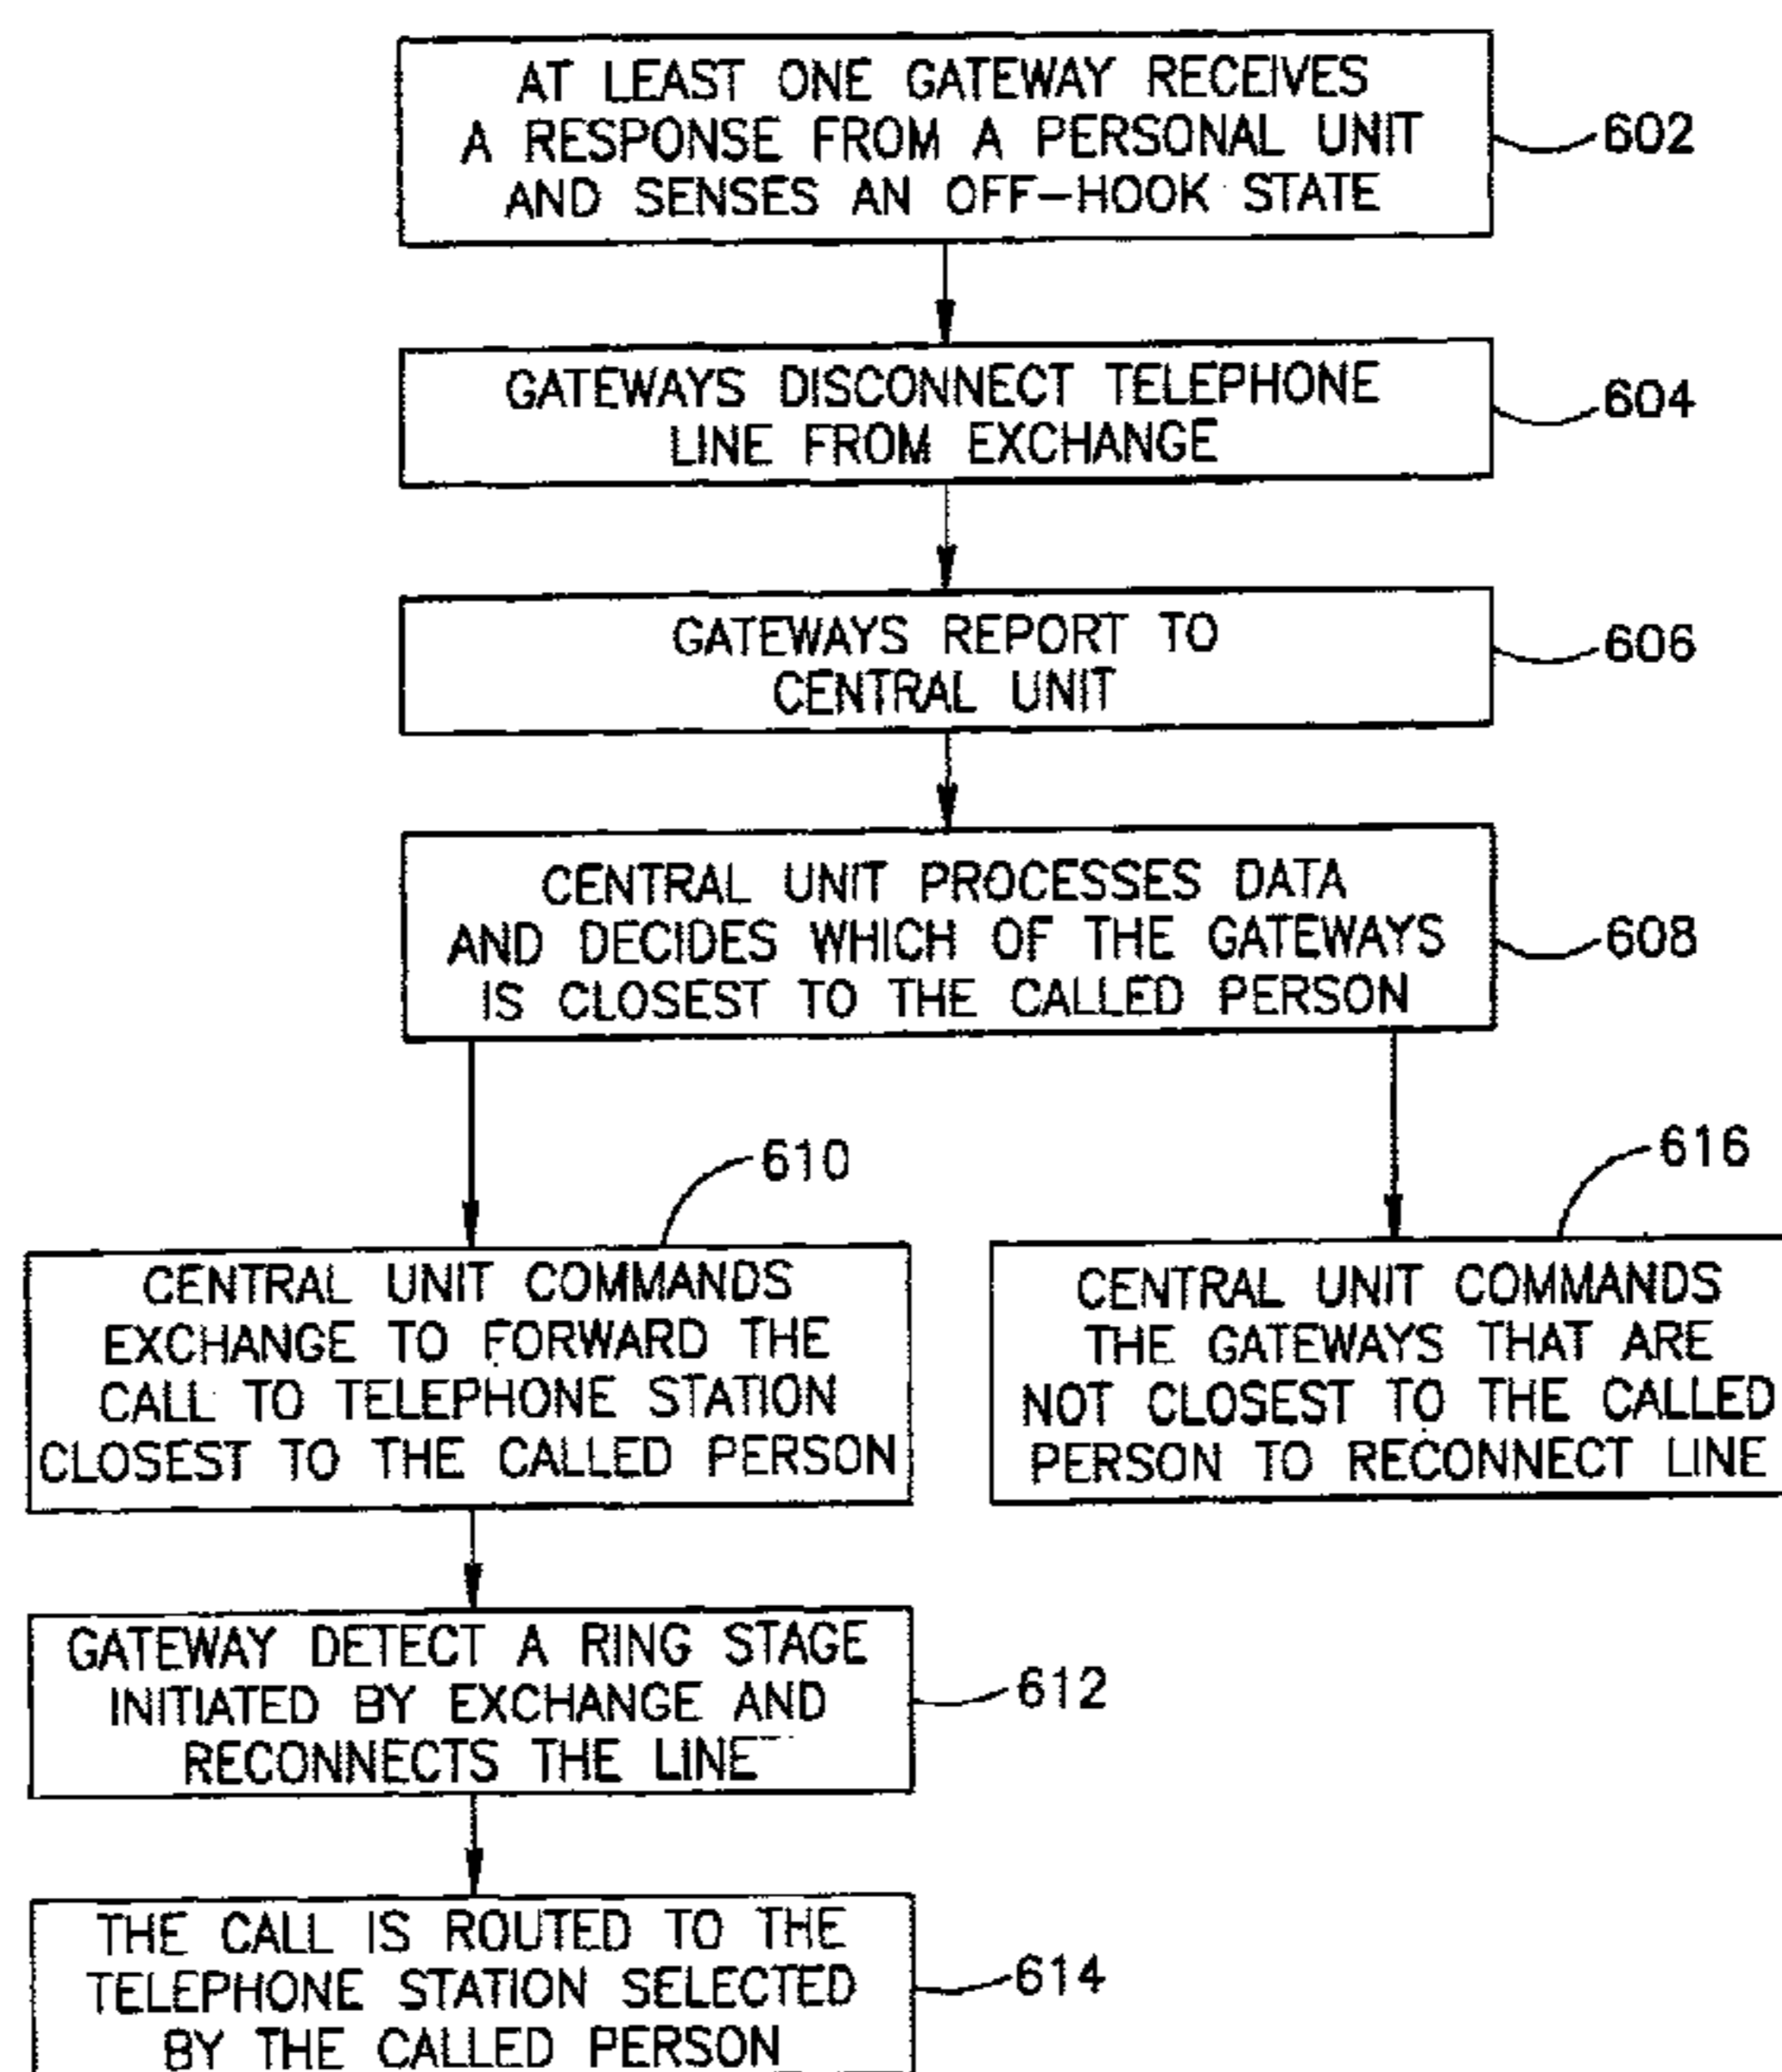 AT LEAST ONE GATEWAY RECEIVES
A RESPONSE FROM A PERSONAL UNIT
AND SENSES AN OFF-HOOK STATE
602
GATEWAYS DISCONNECT TELEPHONE
LINE FROM EXCHANGE
604
GATEWAYS REPORT TO
CENTRAL UNIT
606
CENTRAL UNIT PROCESSES DATA
AND DECIDES WHICH OF THE GATEWAYS
IS CLOSEST TO THE CALLED PERSON
608
610
CENTRAL UNIT COMMANDS
EXCHANGE TO FORWARD THE
CALL TO TELEPHONE STATION
CLOSEST TO THE CALLED PERSON
616
CENTRAL UNIT COMMANDS
THE GATEWAYS THAT ARE
NOT CLOSEST TO THE CALLED
PERSON TO RECONNECT LINE
GATEWAY DETECT A RING STAGE
INITIATED BY EXCHANGE AND
RECONNECTS THE LINE
612
THE CALL IS ROUTED TO THE
TELEPHONE STATION SELECTED
BY THE CALLED PERSON
614